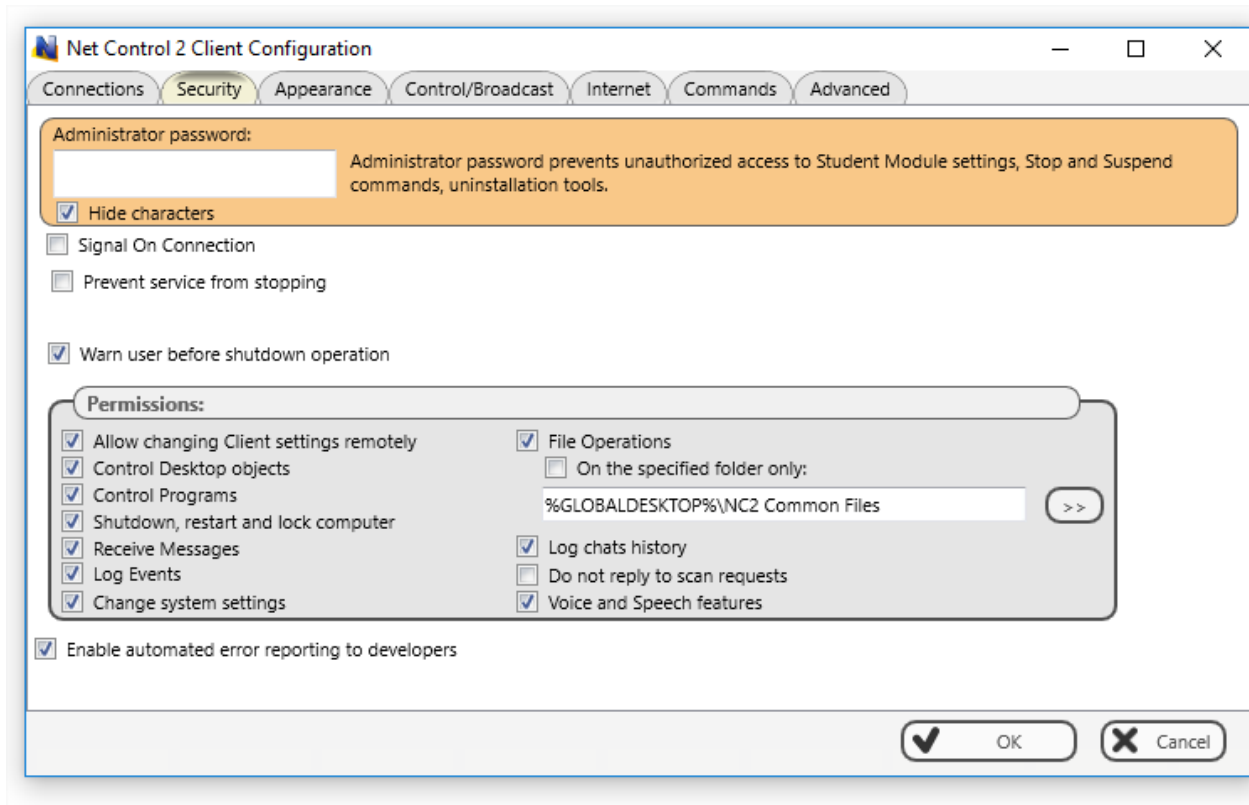 Net Control 2 Client Configuration
Connections Security Appearance Control/Broadcast Internet Commands Advanced
Administrator password:
Administrator password prevents unauthorized access to Student Module settings, Stop and Suspend
commands, uninstallation tools.
Hide characters
Signal On Connection
Prevent service from stopping
Warn user before shutdown operation
Permissions:
Allow changing Client settings remotely
Control Desktop objects
Control Programs
Shutdown, restart and lock computer
Receive Messages
Log Events
Change system settings
File Operations
On the specified folder only:
%GLOBALDESKTOP%\NC2 Common Files
>>
Log chats history
Do not reply to scan requests
Voice and Speech features
Enable automated error reporting to developers
OK
Cancel